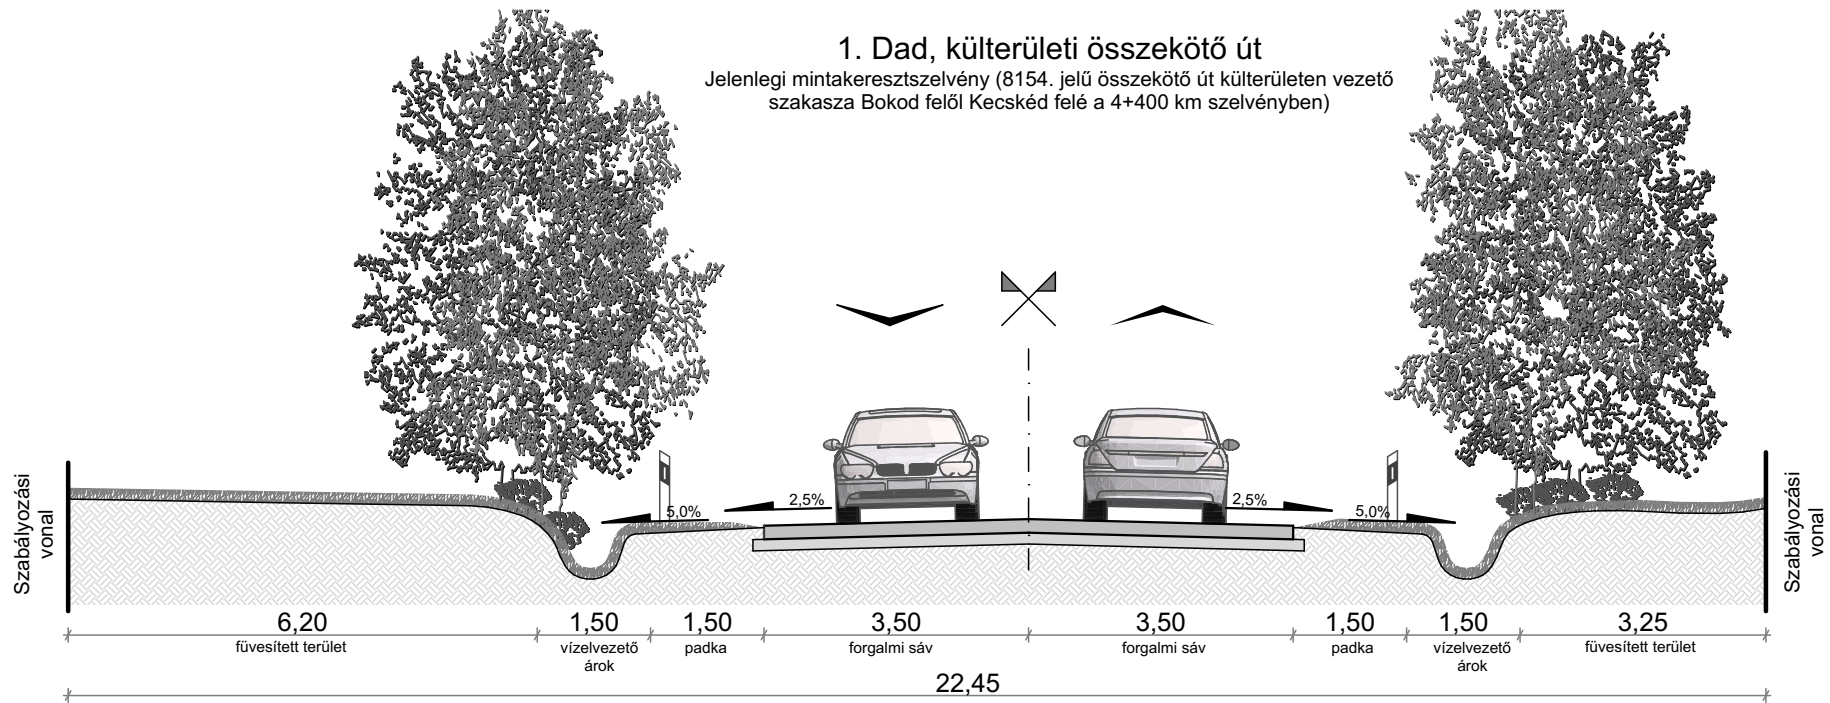 1. Dad, külterületi összekötő út
Jelenlegi mintakeresztszelvény (8154. jelű összekötő út külterületen vezető
szakasza Bokod felől Kecskéd felé a 4+400 km szelvényben)
Szabályozási
vonal
5,0%
2,5%
2,5%
5,0%
Szabályozási
vonal
6,20
1,50
1,50
3,50
3,50
1,50
1,50
3,25
füvesített terület
vízelvezető
árok
padka
forgalmi sáv
forgalmi sáv
padka
vízelvezető
árok
füvesített terület
22,45